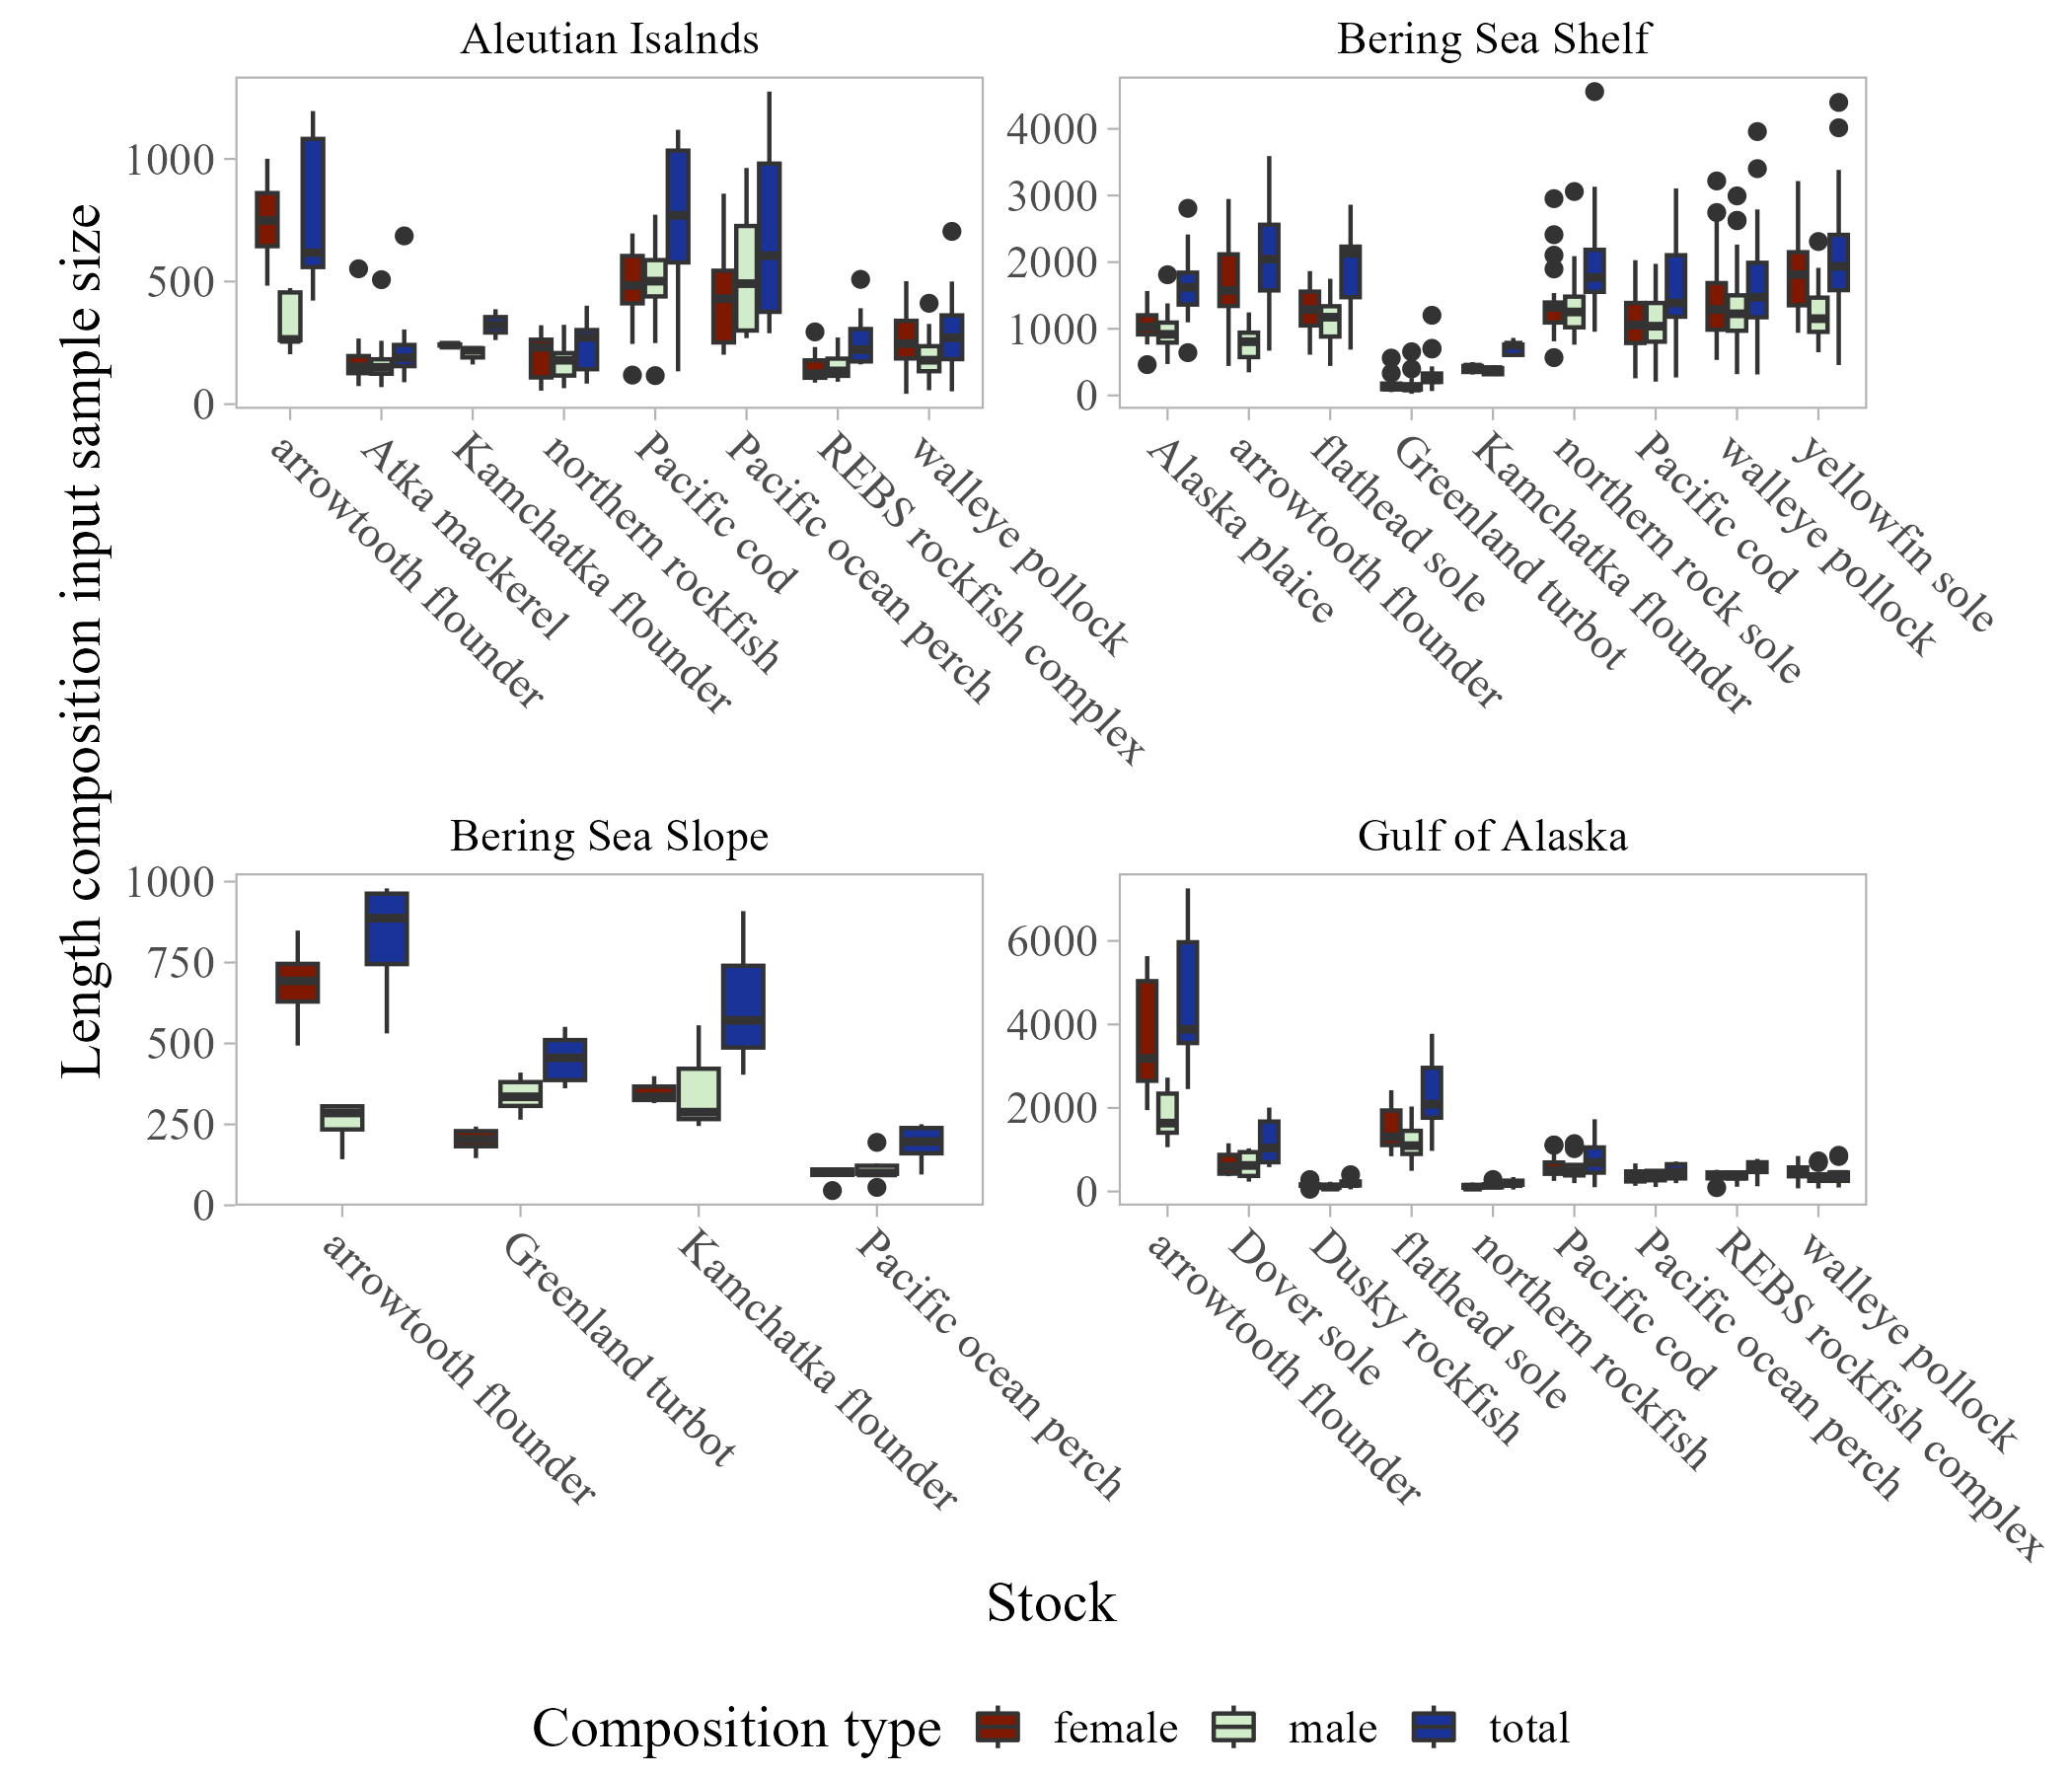 Aleutian Isalnds
Bering Sea Shelf
Length composition input sample size
1000
500
0
4000
3000
2000
1000
0
arrowtooth flounder
Atka mackerel
Kamchatka flounder
northern rockfish
Pacific cod
Pacific ocean perch
REBS rockfish complex
walleye pollock
Alaska plaice
arrowtooth flounder
flathead sole
Greenland turbot
Kamchatka flounder
northern rock sole
Pacific cod
walleye pollock
yellowfin sole
Bering Sea Slope
Gulf of Alaska
1000
750
500
250
0
6000
4000
2000
0
arrowtooth flounder
Greenland turbot
Kamchatka flounder
Pacific ocean perch
arrowtooth flounder
Dover sole
Dusky rockfish
flathead sole
northern rockfish
Pacific cod
Pacific ocean perch
REBS rockfish complex
walleye pollock
Stock
Composition type female male total